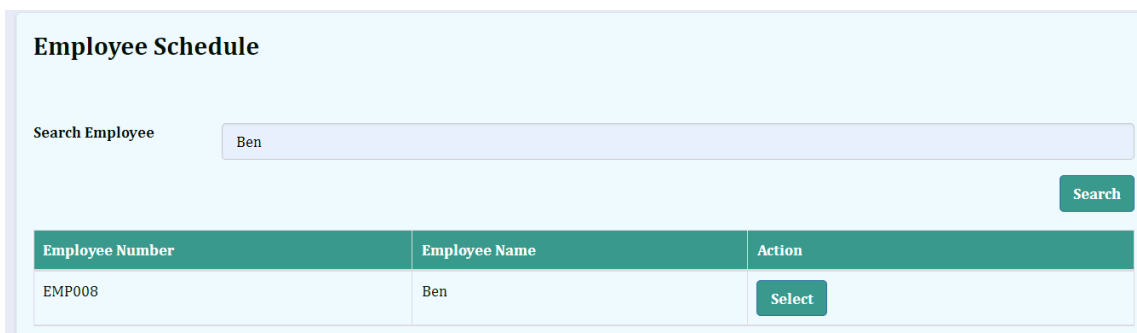 Employee Schedule
Search Employee
Ben
Search
Employee Number Employee Name Action
EMP008 Ben Select